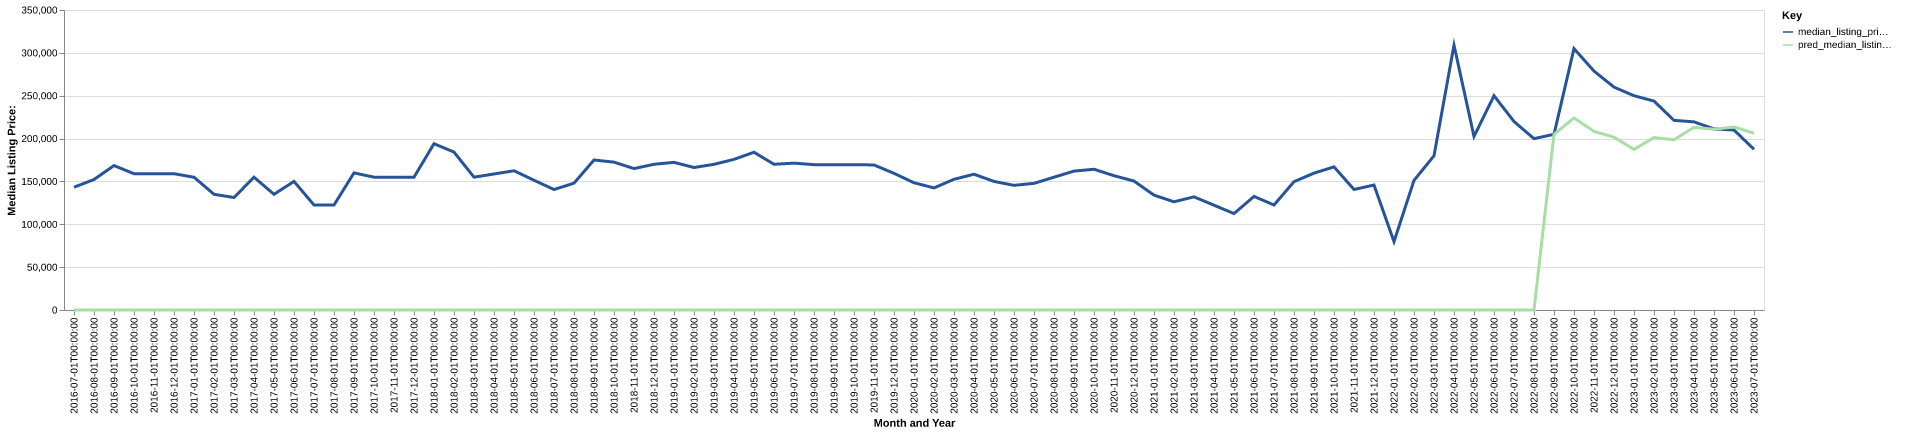 350,000
300,000
250,000
200,000
150,000
100,000
50,000
0
Median Listing Price:
2016-07-01T00:00:00
2016-08-01T00:00:00
2016-09-01T00:00:00
2016-10-01T00:00:00
2016-11-01T00:00:00
2016-12-01T00:00:00
2017-01-01T00:00:00
2017-02-01T00:00:00
2017-03-01T00:00:00
2017-04-01T00:00:00
2017-05-01T00:00:00
2017-06-01T00:00:00
2017-07-01T00:00:00
2017-08-01T00:00:00
2017-09-01T00:00:00
2017-10-01T00:00:00
2017-11-01T00:00:00
2017-12-01T00:00:00
2018-01-01T00:00:00
2018-02-01T00:00:00
2018-03-01T00:00:00
2018-04-01T00:00:00
2018-05-01T00:00:00
2018-06-01T00:00:00
2018-07-01T00:00:00
2018-08-01T00:00:00
2018-09-01T00:00:00
2018-10-01T00:00:00
2018-11-01T00:00:00
2018-12-01T00:00:00
2019-01-01T00:00:00
2019-02-01T00:00:00
2019-03-01T00:00:00
2019-04-01T00:00:00
2019-05-01T00:00:00
2019-06-01T00:00:00
2019-07-01T00:00:00
2019-08-01T00:00:00
2019-09-01T00:00:00
2019-10-01T00:00:00
2019-11-01T00:00:00
2019-12-01T00:00:00
2020-01-01T00:00:00
2020-02-01T00:00:00
2020-03-01T00:00:00
2020-04-01T00:00:00
2020-05-01T00:00:00
2020-06-01T00:00:00
2020-07-01T00:00:00
2020-08-01T00:00:00
2020-09-01T00:00:00
2020-10-01T00:00:00
2020-11-01T00:00:00
2020-12-01T00:00:00
2021-01-01T00:00:00
2021-02-01T00:00:00
2021-03-01T00:00:00
2021-04-01T00:00:00
2021-05-01T00:00:00
2021-06-01T00:00:00
2021-07-01T00:00:00
2021-08-01T00:00:00
2021-09-01T00:00:00
2021-10-01T00:00:00
2021-11-01T00:00:00
2021-12-01T00:00:00
2022-01-01T00:00:00
2022-02-01T00:00:00
2022-03-01T00:00:00
2022-04-01T00:00:00
2022-05-01T00:00:00
2022-06-01T00:00:00
2022-07-01T00:00:00
2022-08-01T00:00:00
2022-09-01T00:00:00
2022-10-01T00:00:00
2022-11-01T00:00:00
2022-12-01T00:00:00
2023-01-01T00:00:00
2023-02-01T00:00:00
2023-03-01T00:00:00
2023-04-01T00:00:00
2023-05-01T00:00:00
2023-06-01T00:00:00
2023-07-01T00:00:00
Month and Year
Key
median_listing_pri…
pred_median_listin…